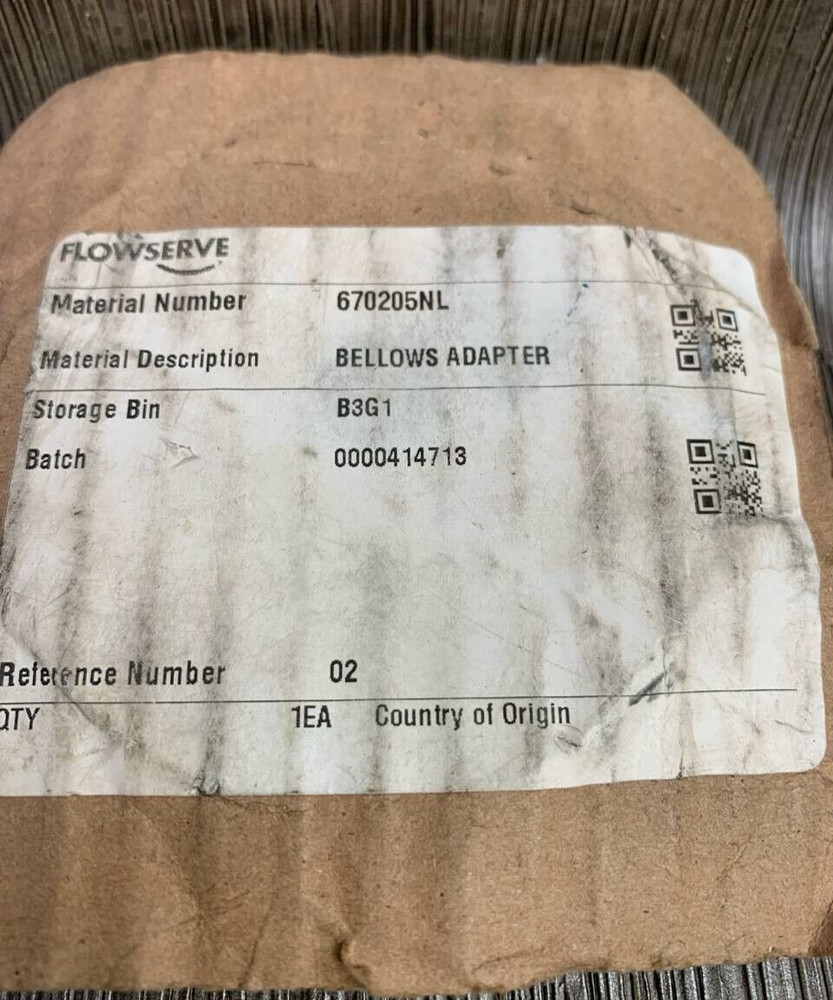 FLOWSERVE
Material Number 670205NL
Material Description BELLOWS ADAPTER
Storage Bin B3G1
Batch 0000414713
Reference Number 02
QTY 1EA Country of Origin